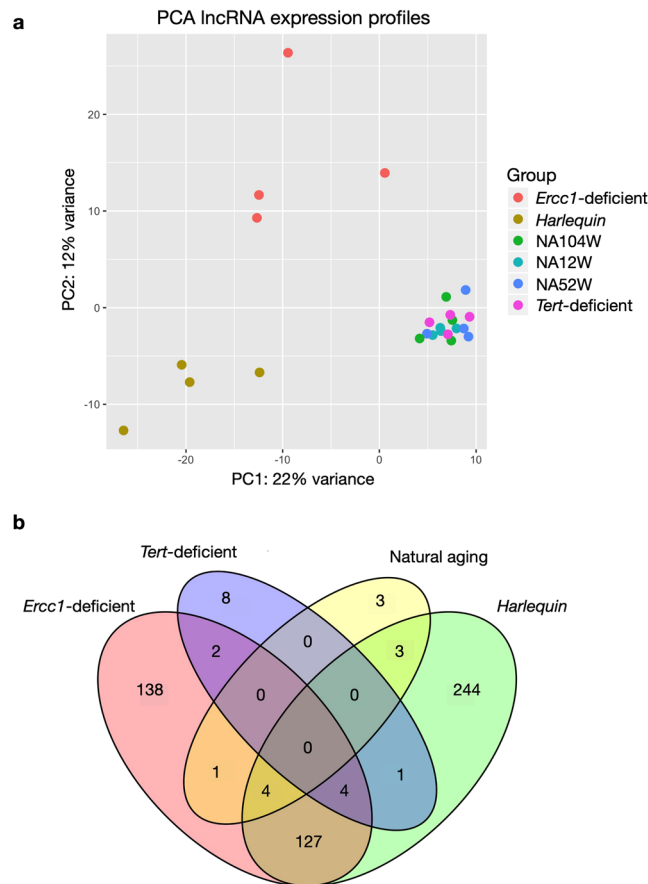 a
PCA lncRNA expression profiles
20
10
0
-10
-20
-10
0
10
PC2: 12% variance
PC1: 22% variance
Group
Ercc1-deficient
Harlequin
NA104W
NA12W
NA52W
Tert-deficient
b
Tert-deficient
Natural aging
Ercc1-deficient
Harlequin
8
3
2
0
3
138
0
0
244
0
1
4
4
1
127